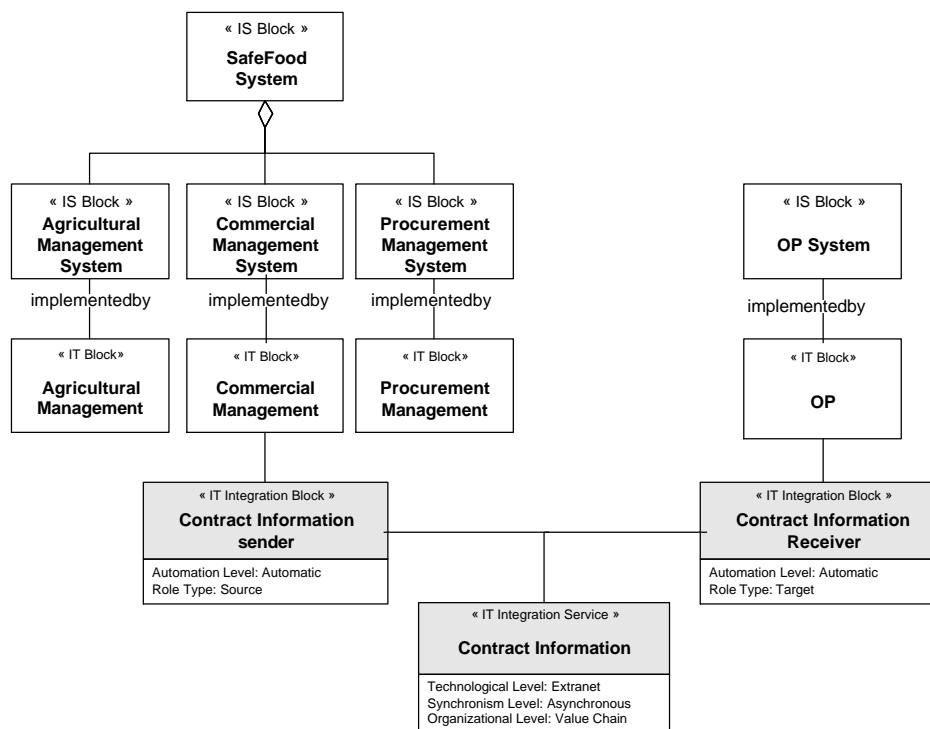 « IS Block »
SafeFood
System
« IS Block »
Agricultural
Management
System
« IS Block »
Commercial
Management
System
« IS Block »
Procurement
Management
System
« IS Block »
OP System
implementedby
implementedby
implementedby
implementedby
« IT Block»
Agricultural
Management
« IT Block»
Commercial
Management
« IT Block»
Procurement
Management
« IT Block»
OP
« IT Integration Block »
Contract Information
sender
Automation Level: Automatic
Role Type: Source
« IT Integration Block »
Contract Information
Receiver
Automation Level: Automatic
Role Type: Target
« IT Integration Service »
Contract Information
Technological Level: Extranet
Synchronism Level: Asynchronous
Organizational Level: Value Chain